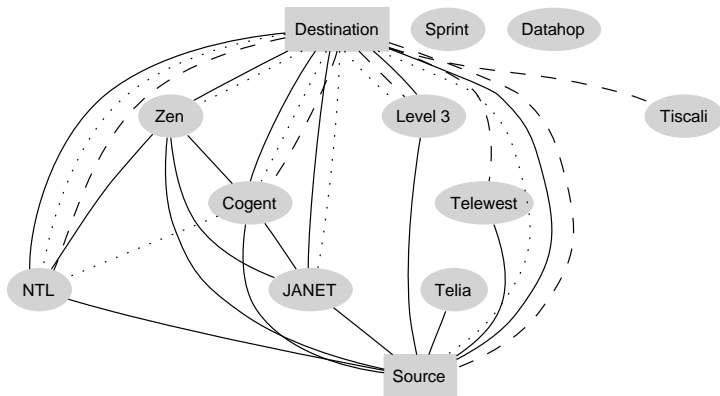 Destination
Sprint
Datahop
Zen
Level 3
Tiscali
Cogent
Telewest
NTL
JANET
Telia
Source